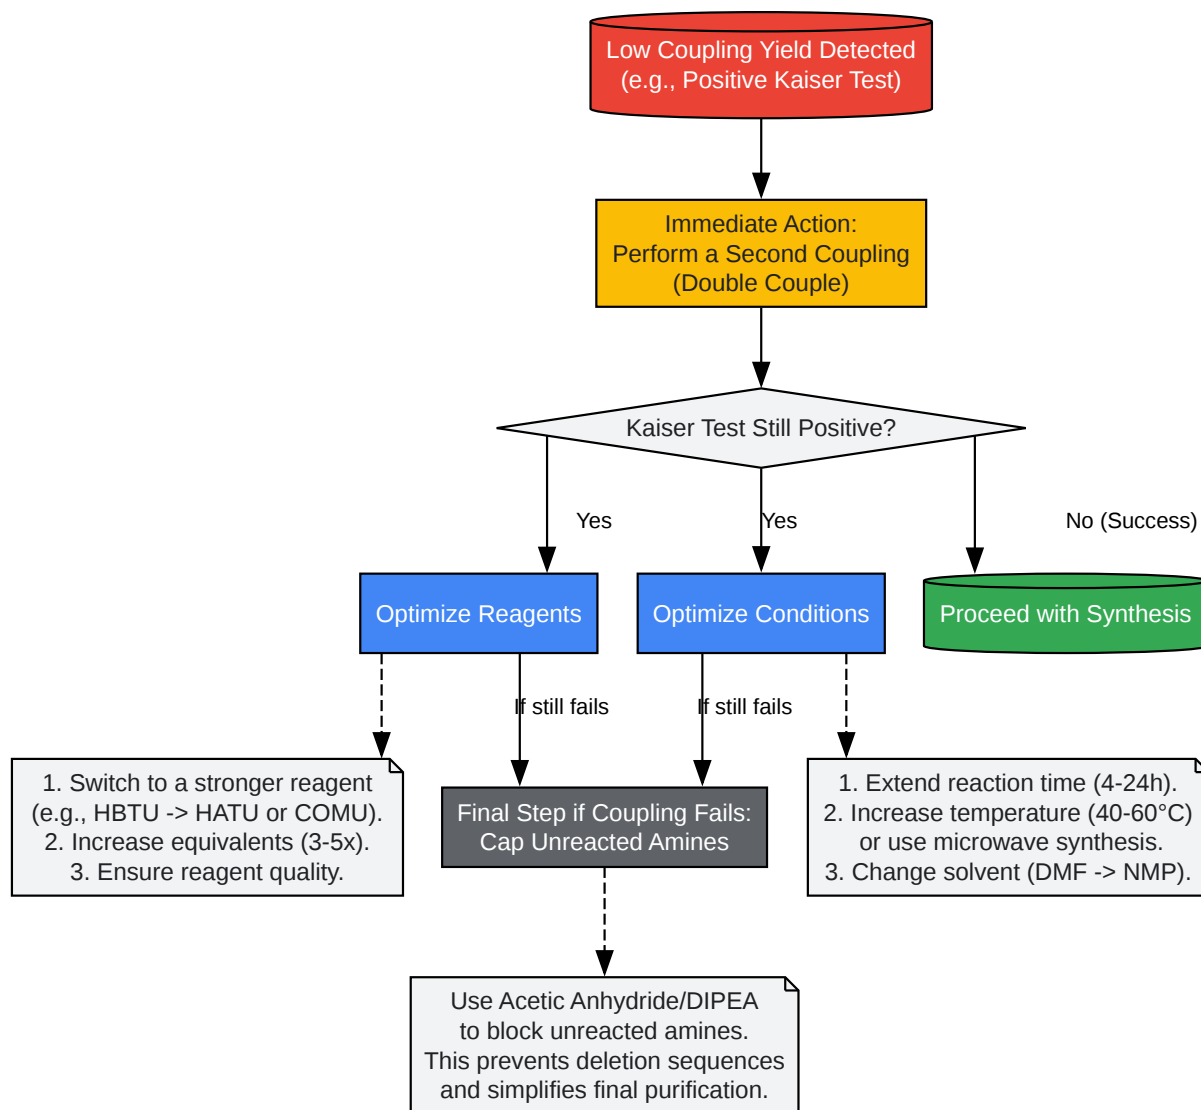 Low Coupling Yield Detected
(e.g., Positive Kaiser Test)
Immediate Action:
Perform a Second Coupling
(Double Couple)
Kaiser Test Still Positive?
Yes
Yes
No (Success)
Optimize Reagents
Optimize Conditions
Proceed with Synthesis
If still fails
If still fails
1. Switch to a stronger reagent
(e.g., HBTU -> HATU or COMU).
2. Increase equivalents (3-5x).
3. Ensure reagent quality.
Final Step if Coupling Fails:
Cap Unreacted Amines
1. Extend reaction time (4-24h).
2. Increase temperature (40-60°C)
or use microwave synthesis.
3. Change solvent (DMF -> NMP).
Use Acetic Anhydride/DIPEA
to block unreacted amines.
This prevents deletion sequences
and simplifies final purification.